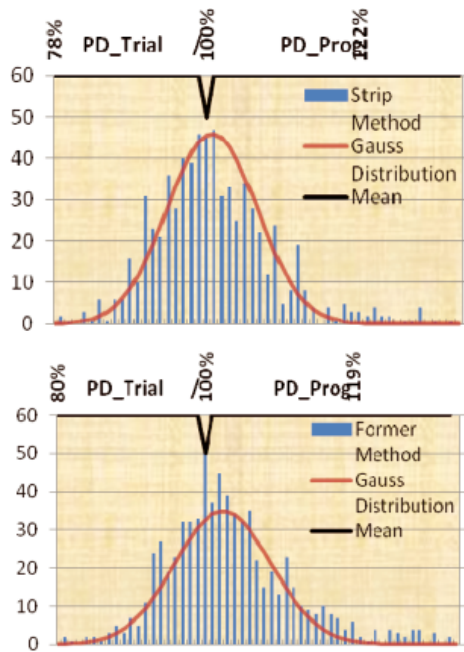 78% 100% 122%
PD_Trial / PD_Prog
60
50
40
30
20
10
0
Strip
Method
Gauss
Distribution
Mean
80% 100% 119%
PD_Trial / PD_Prog
60
50
40
30
20
10
0
Former
Method
Gauss
Distribution
Mean